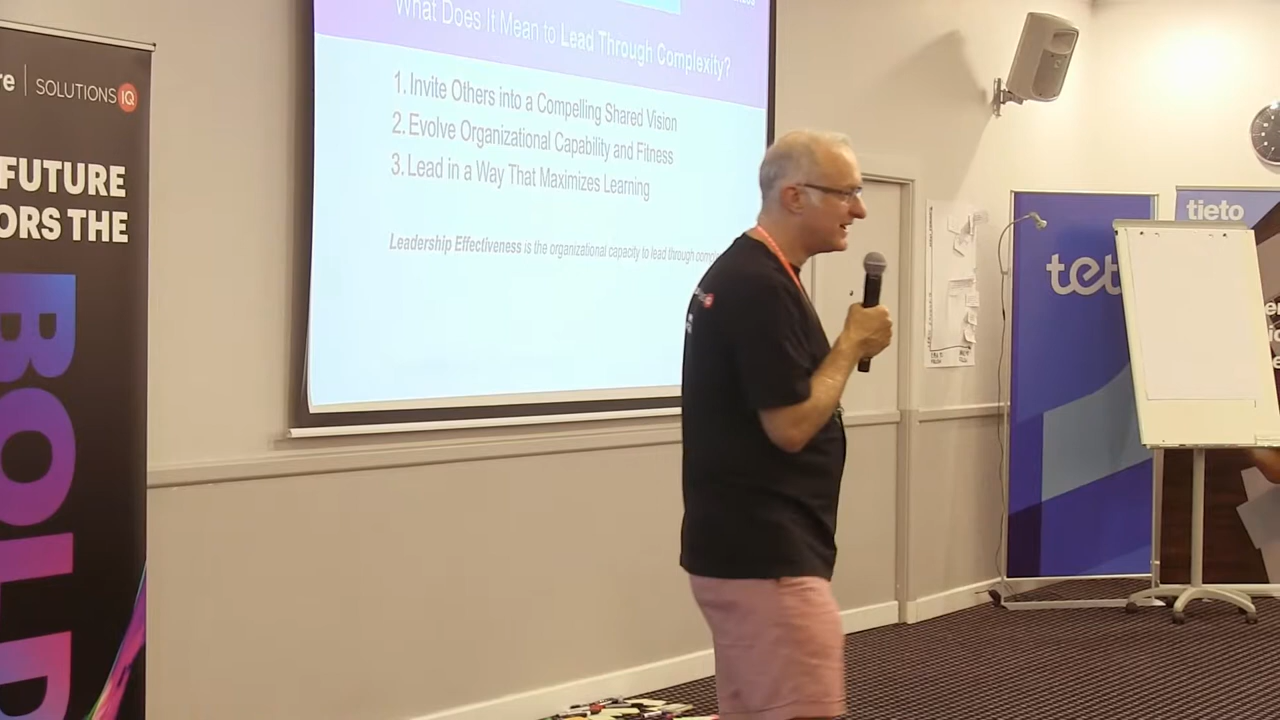 re | SOLUTIONS IQ
FUTURE
ORS THE
BOLD
What Does It Mean to Lead Through Complexity?
1. Invite Others into a Compelling Shared Vision
2. Evolve Organizational Capability and Fitness
3. Lead in a Way That Maximizes Learning
Leadership Effectiveness is the organizational capacity to lead through
tiet
tieto